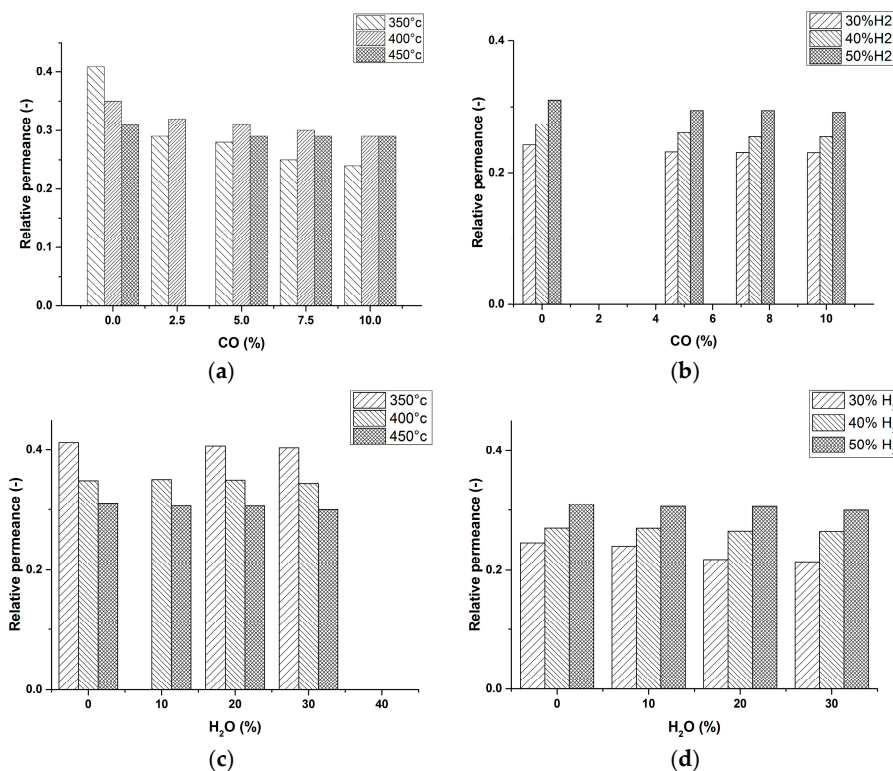 350°c
400°c
450°c
Relative permeance (-)
0.4
0.3
0.2
0.1
0.0
0.0 2.5 5.0 7.5 10.0
CO (%)
(a)
30%H2
40%H2
50%H2
Relative permeance (-)
0.4
0.2
0.0
0 2 4 6 8 10
CO (%)
(b)
350°c
400°c
450°c
Relative permeance (-)
0.4
0.2
0.0
0 10 20 30 40
H₂O (%)
(c)
30% H
40% H
50% H
Relative permeance (-)
0.4
0.2
0.0
0 10 20 30
H₂O (%)
(d)